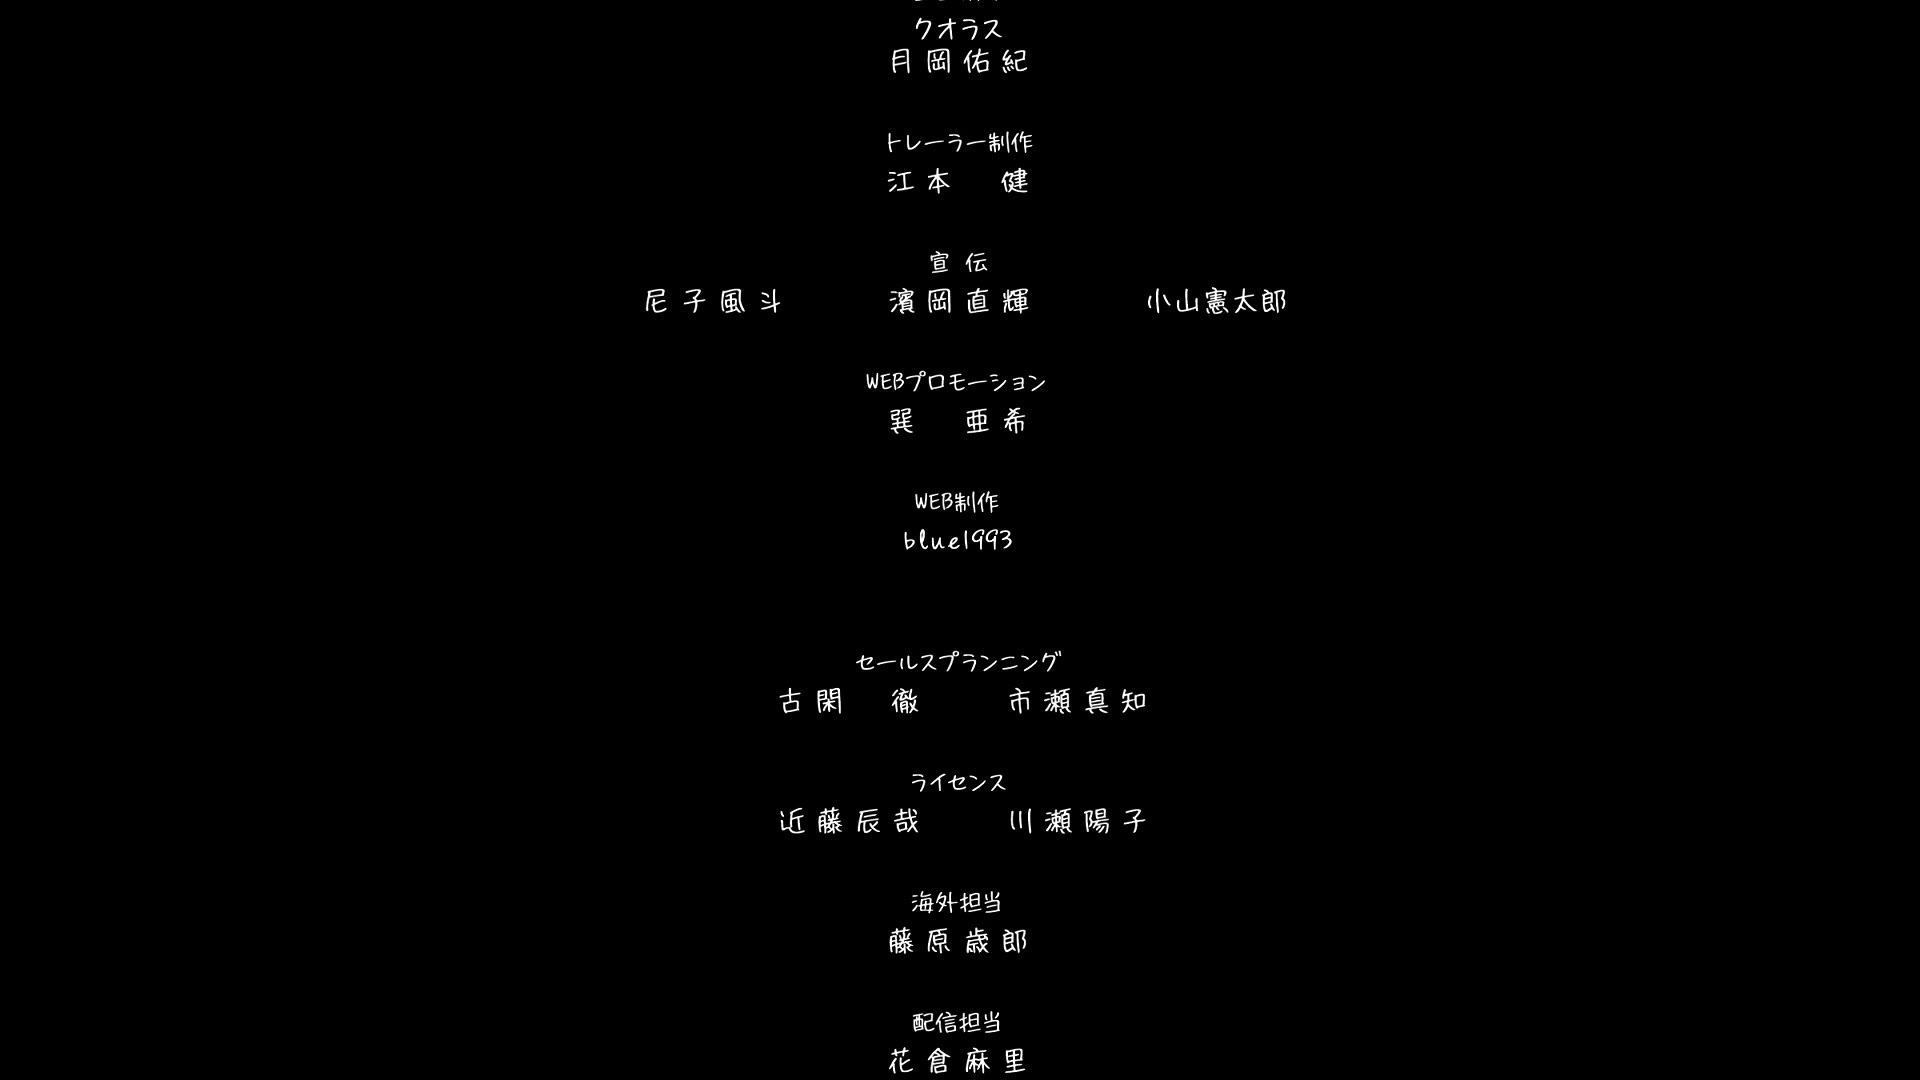 クオラス
月岡佑紀
トレーラー制作
江本 健
宣伝
尼子風斗 濱岡直輝 小山憲太郎
WEBプロモーション
巽 亜希
WEB制作
blue1993
セールスプランニング
古閑 徹 市瀬真知
ライセンス
近藤辰哉 川瀬陽子
海外担当
藤原歳郎
配信担当
花倉麻里